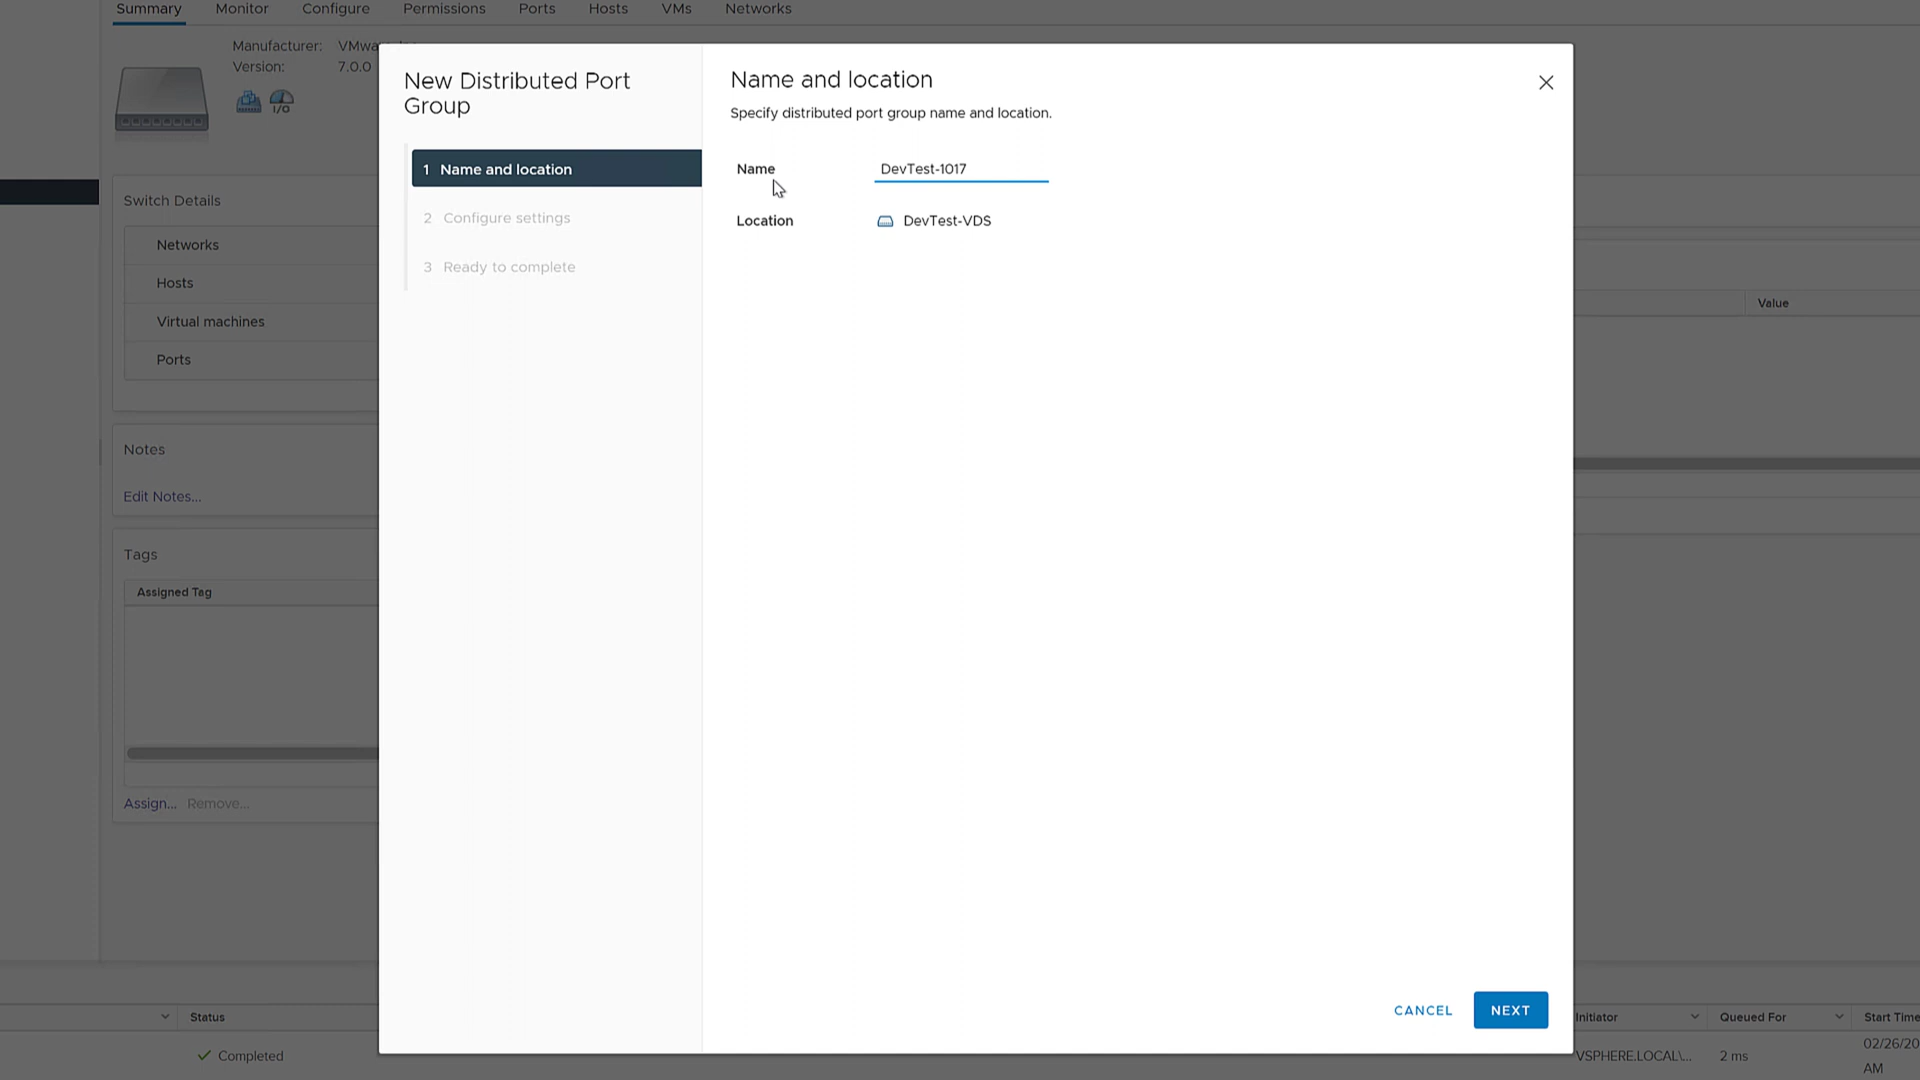 Summary Monitor Configure Permissions Ports Hosts VMs Networks
Manufacturer:
Version: 7.0.0
I/O
Switch Details
Networks
Hosts
Virtual machines
Ports
Notes
Edit Notes...
Tags
Assigned Tag
Assign... Remove...
New Distributed Port
Group
1 Name and location
2 Configure settings
3 Ready to complete
Name and location
Specify distributed port group name and location.
Name DevTest-1017
Location DevTest-VDS
CANCEL NEXT
Value
Status Initiator Queued For Start Time
Completed VSPHERE.LOCAL\... 2 ms 02/26/20
AM